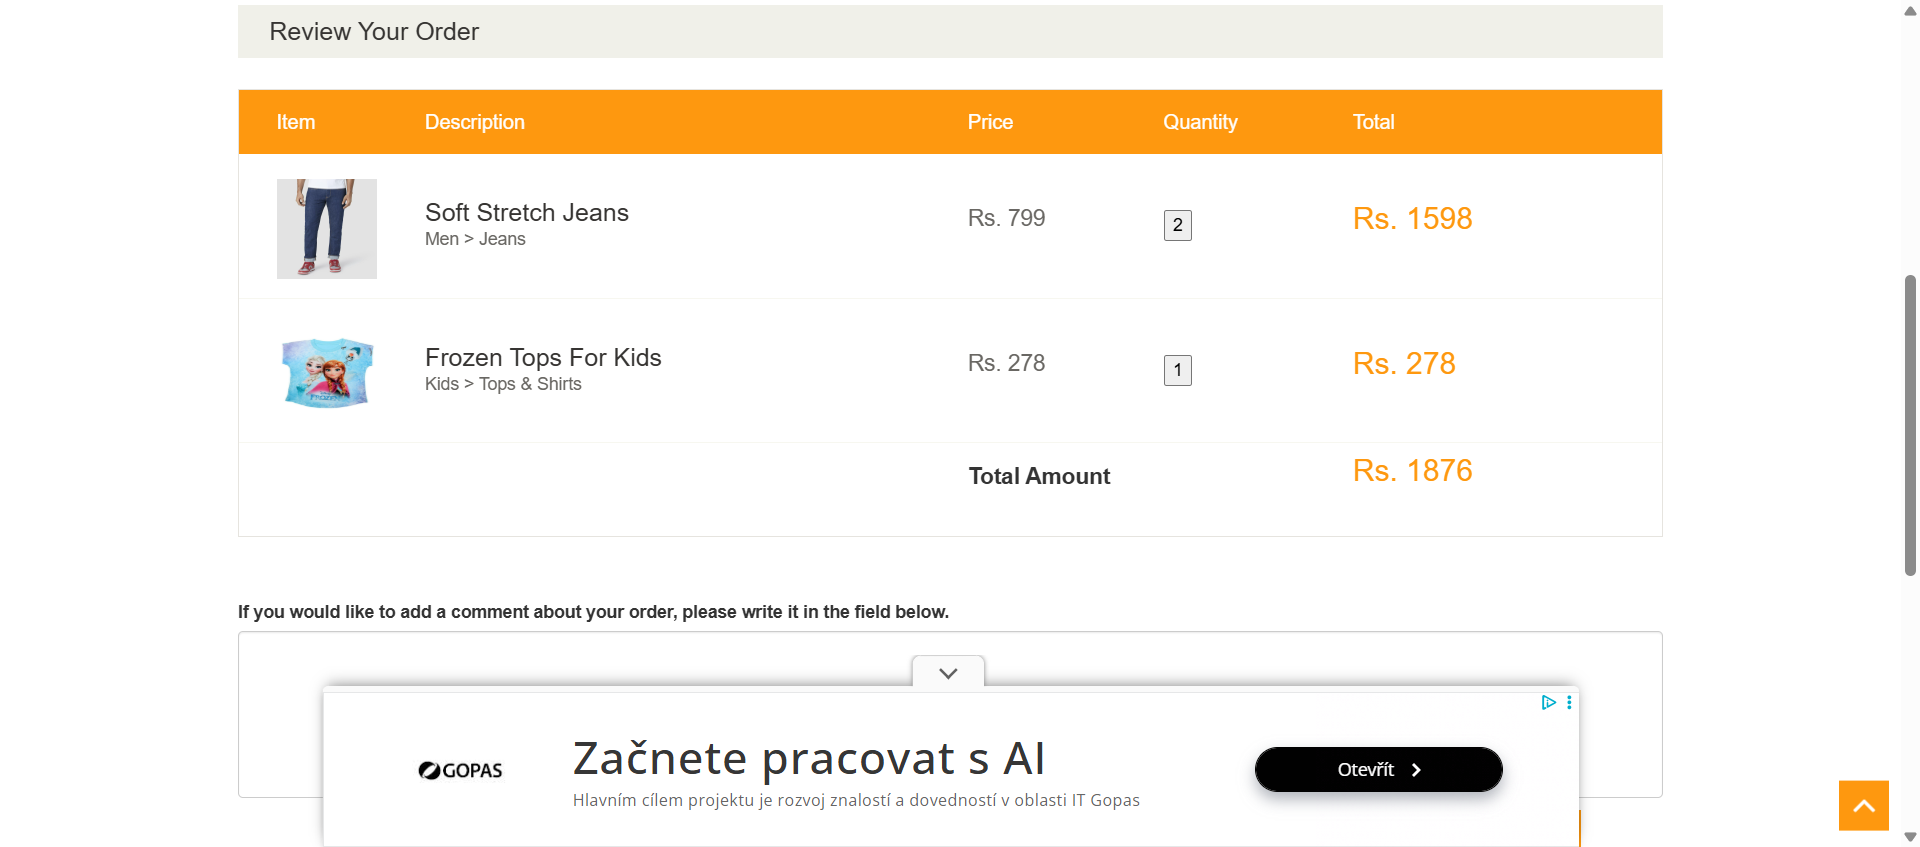 Review Your Order
Item Description Price Quantity Total
Soft Stretch Jeans
Men > Jeans
Rs. 799
2
Rs. 1598
Frozen Tops For Kids
Kids > Tops & Shirts
Rs. 278
1
Rs. 278
Total Amount
Rs. 1876
If you would like to add a comment about your order, please write it in the field below.
GOPAS
Začnete pracovat s AI
Hlavním cílem projektu je rozvoj znalostí a dovedností v oblasti IT Gopas
Otevřít